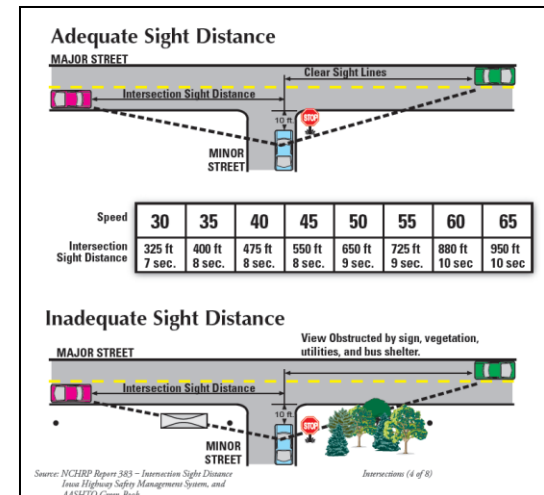 Adequate Sight Distance
MAJOR STREET
Clear Sight Lines
Intersection Sight Distance
10 ft.
STOP
MINOR
STREET
Speed 30 35 40 45 50 55 60 65
Intersection
Sight Distance
325 ft 400 ft 475 ft 550 ft 650 ft 725 ft 880 ft 950 ft
7 sec. 8 sec. 8 sec. 8 sec. 9 sec. 9 sec. 10 sec 10 sec
Inadequate Sight Distance
View Obstructed by sign, vegetation,
utilities, and bus shelter.
MAJOR STREET
Intersection Sight Distance
10 ft.
STOP
MINOR
STREET
Source: NCHRP Report 383 – Intersection Sight Distance
Iowa Highway Safety Management System, and
AASHTO Green Book
Intersections (4 of 8)